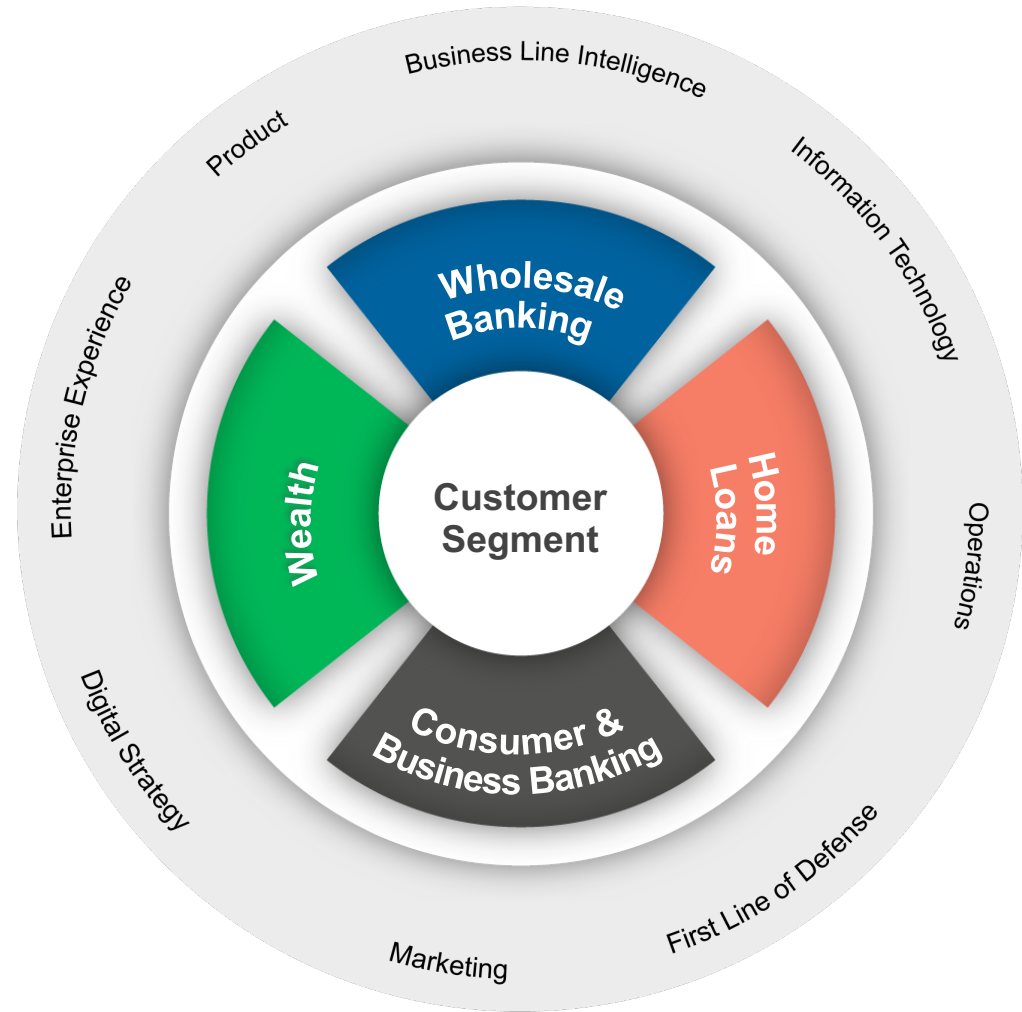 Business Line Intelligence
Information Technology
Operations
First Line of Defense
Marketing
Digital Strategy
Enterprise Experience
Product
Wholesale
Banking
Home
Loans
Consumer &
Business Banking
Wealth
Customer
Segment